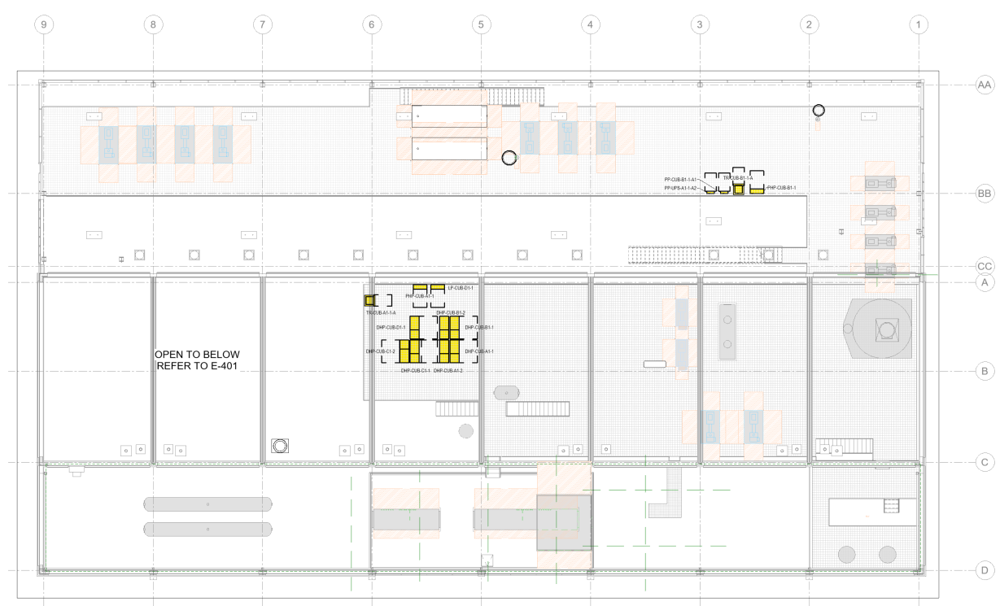 9 8 7 6 5 4 3 2 1
AA
PP-CUB-B1-1-A1
TR-CUB-B1-1-A
PP-UPB-A1-1-A2
PHP-CUB-B1-1
BB
CC
A
LP-CUB-D1-1
PHP-CUB-A1-1
TR-CUB-A1-1-A
DHP-CUB-B1-2
DHP-CUB-D1-1
DHP-CUB-B1-1
DHP-CUB-C1-2
DHP-CUB-A1-1
OPEN TO BELOW
REFER TO E-401
DHP-CUB-C1-1
DHP-CUB-A1-2
B
C
D